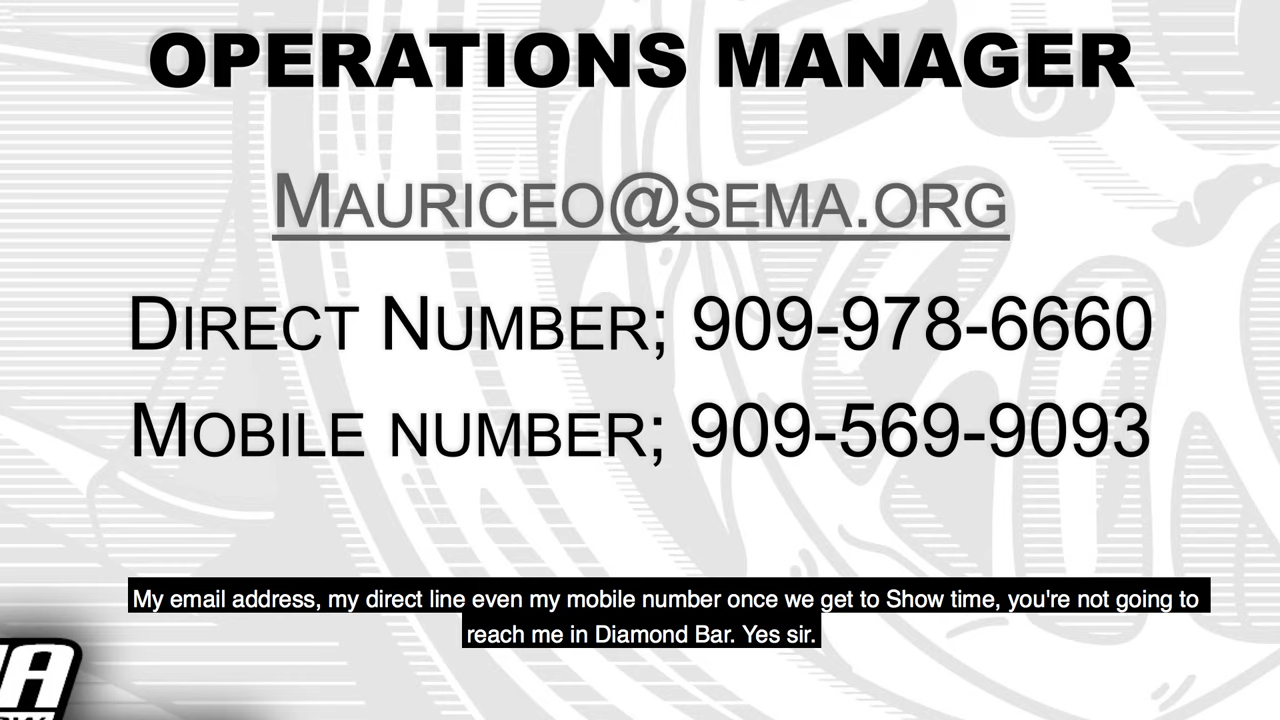 OPERATIONS MANAGER
MAURICEO@SEMA.ORG
DIRECT NUMBER; 909-978-6660
MOBILE NUMBER; 909-569-9093
My email address, my direct line even my mobile number once we get to Show time, you're not going to
reach me in Diamond Bar. Yes sir.